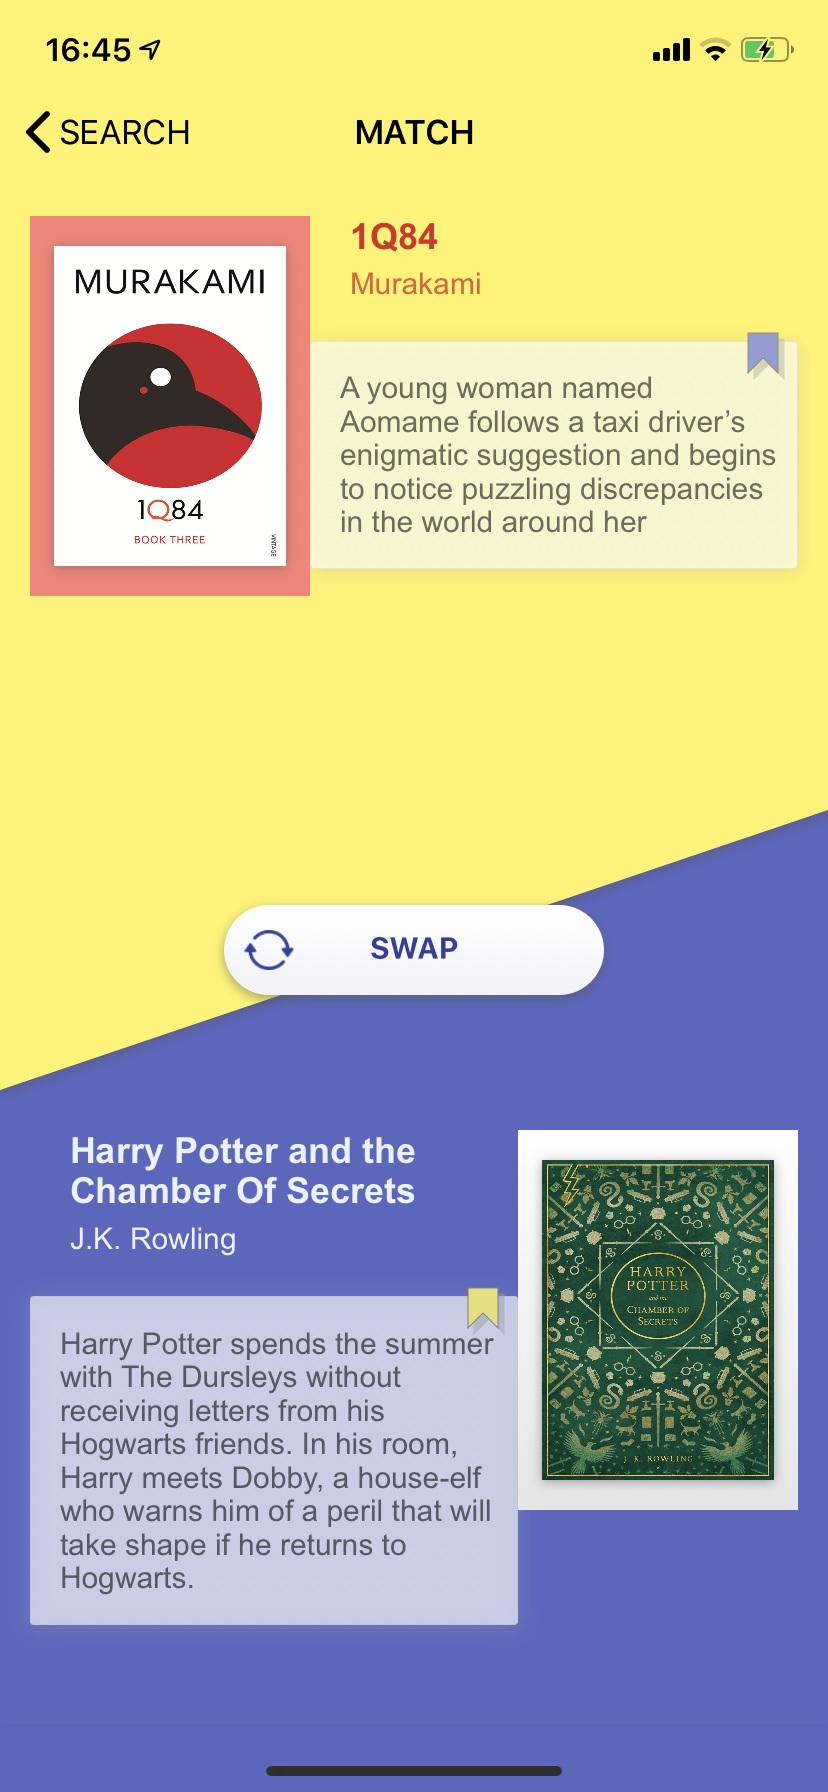 16:45
SEARCH
MATCH
1Q84
Murakami
MURAKAMI
1Q84
BOOK THREE
VINTAGE
A young woman named
Aomame follows a taxi driver’s
enigmatic suggestion and begins
to notice puzzling discrepancies
in the world around her
SWAP
Harry Potter and the
Chamber Of Secrets
J.K. Rowling
Harry Potter spends the summer
with The Dursleys without
receiving letters from his
Hogwarts friends. In his room,
Harry meets Dobby, a house-elf
who warns him of a peril that will
take shape if he returns to
Hogwarts.
HARRY
POTTER
and the
CHAMBER OF
SECRETS
J. K. ROWLING